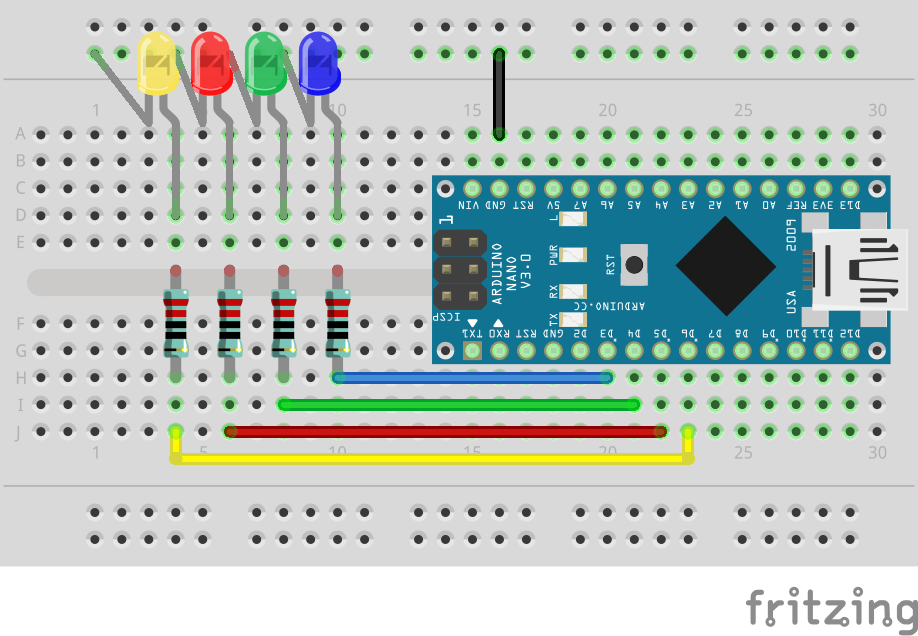 1 10 15 20 25 30
A
B
C
D
E
F
G
H
I
J
VIN GND RST 5V A7 A6 A5 A4 A3 A2 A1 A0 REF 3V3 D13
1
L
PWR
RX
TX
ARDUINO
NANO
V3.0
RST
ARDUINO.CC
2009
USA
ICSP
TX1 RX0 RST GND D2 D3 D4 D5 D6 D7 D8 D9 D10 D11 D12
1 5 10 15 20 25 30
fritzing